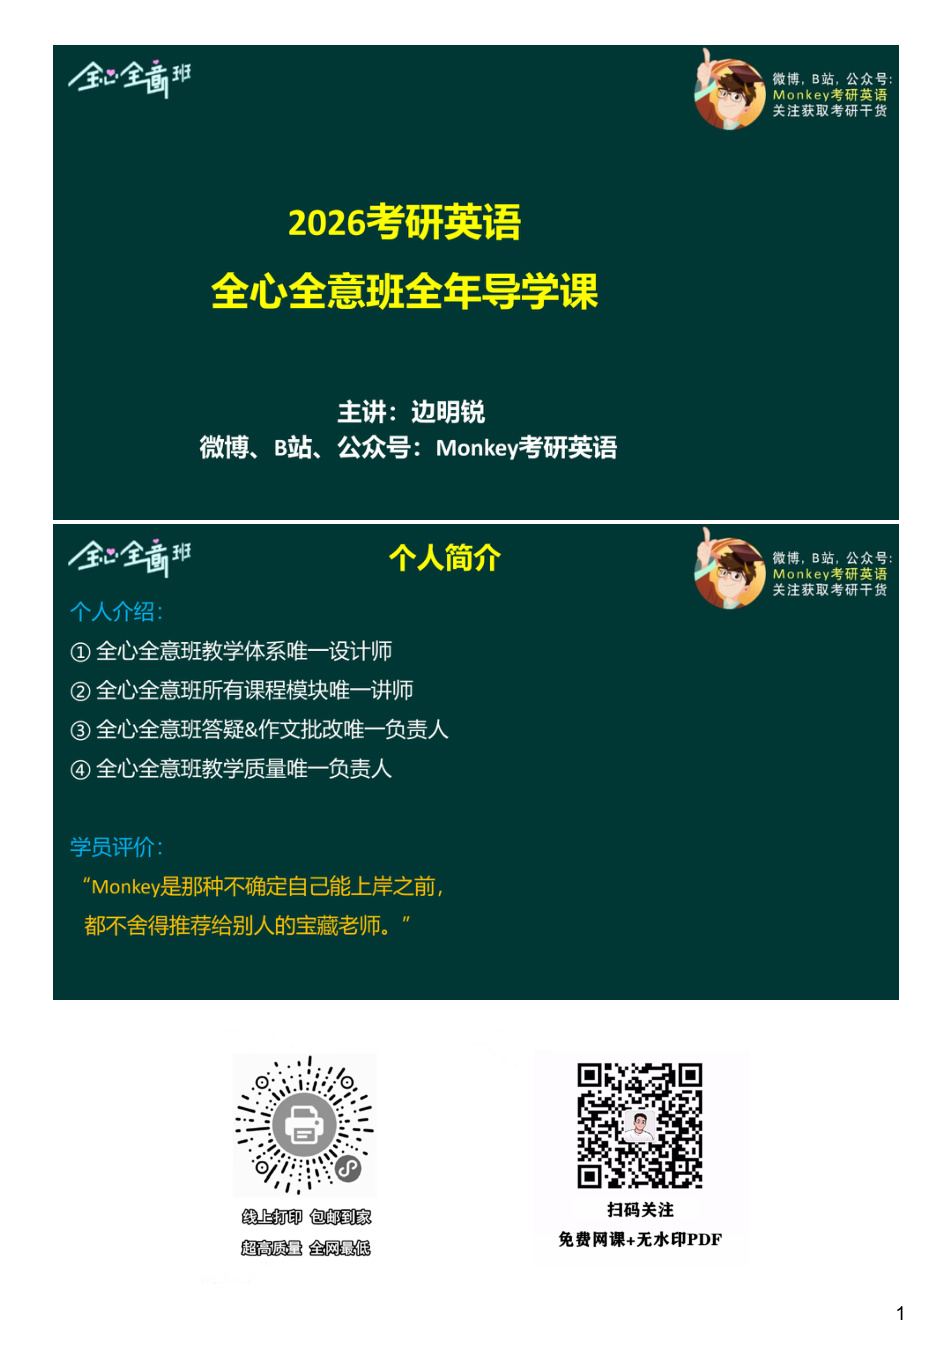 全心全意班
微博, B站, 公众号:
Monkey考研英语
关注获取考研干货
2026考研英语
全心全意班全年导学课
主讲：边明锐
微博、B站、公众号：Monkey考研英语
全心全意班
个人简介
微博, B站, 公众号:
Monkey考研英语
关注获取考研干货
个人介绍：
① 全心全意班教学体系唯一设计师
② 全心全意班所有课程模块唯一讲师
③ 全心全意班答疑&作文批改唯一负责人
④ 全心全意班教学质量唯一负责人
学员评价：
“Monkey是那种不确定自己能上岸之前，
都不舍得推荐给别人的宝藏老师。”
线上打印 包邮到家
超高质量 全网最低
扫码关注
免费网课+无水印PDF
1